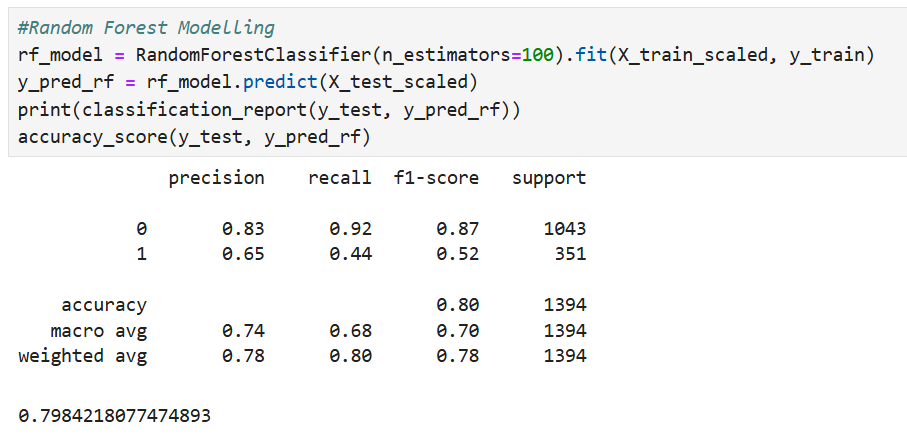 #Random Forest Modelling
rf_model = RandomForestClassifier(n_estimators=100).fit(X_train_scaled, y_train)
y_pred_rf = rf_model.predict(X_test_scaled)
print(classification_report(y_test, y_pred_rf))
accuracy_score(y_test, y_pred_rf)
precision recall f1-score support
0 0.83 0.92 0.87 1043
1 0.65 0.44 0.52 351
accuracy 0.80 1394
macro avg 0.74 0.68 0.70 1394
weighted avg 0.78 0.80 0.78 1394
0.7984218077474893